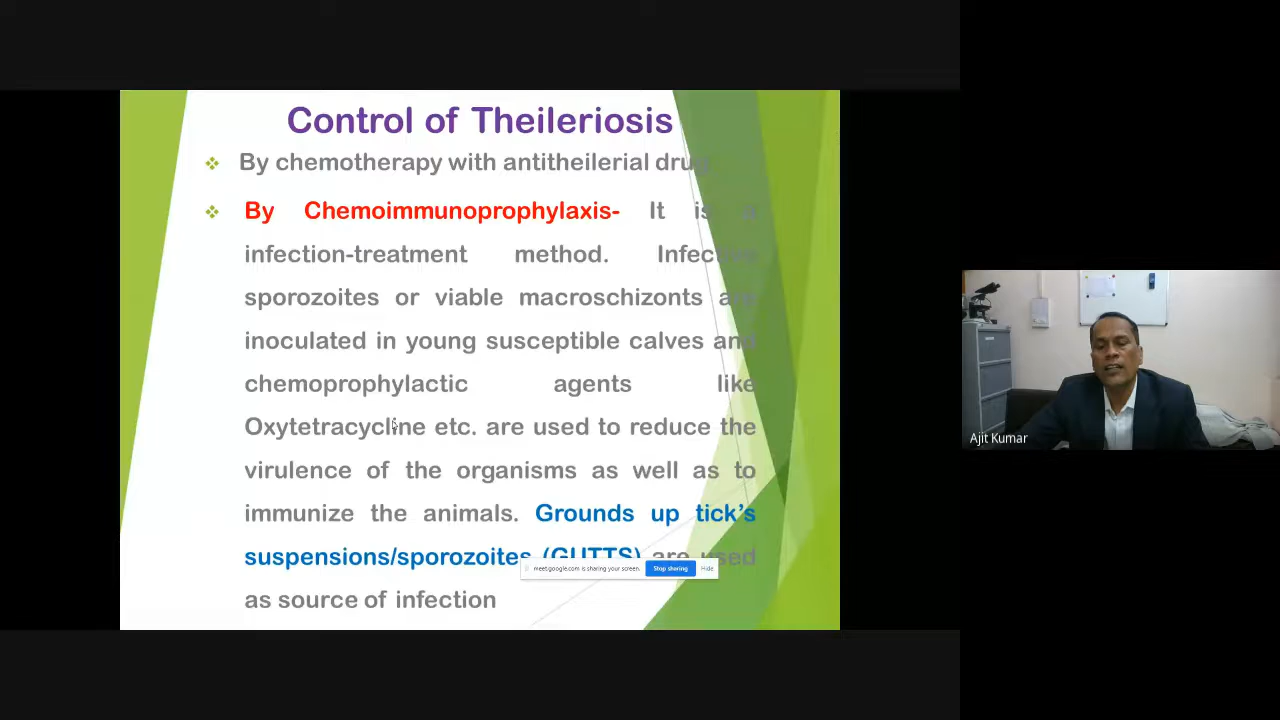 Control of Theileriosis
By chemotherapy with antitheilerial drug
By Chemoimmunoprophylaxis- It is a
infection-treatment method. Infective
sporozoites or viable macroschizonts are
inoculated in young susceptible calves and
chemoprophylactic agents like
Oxytetracycline etc. are used to reduce the
virulence of the organisms as well as to
immunize the animals. Grounds up tick's
suspensions/sporozoites (GUTTS) are used
as source of infection
meet.google.com is sharing your screen. Stop sharing Hide
Ajit Kumar